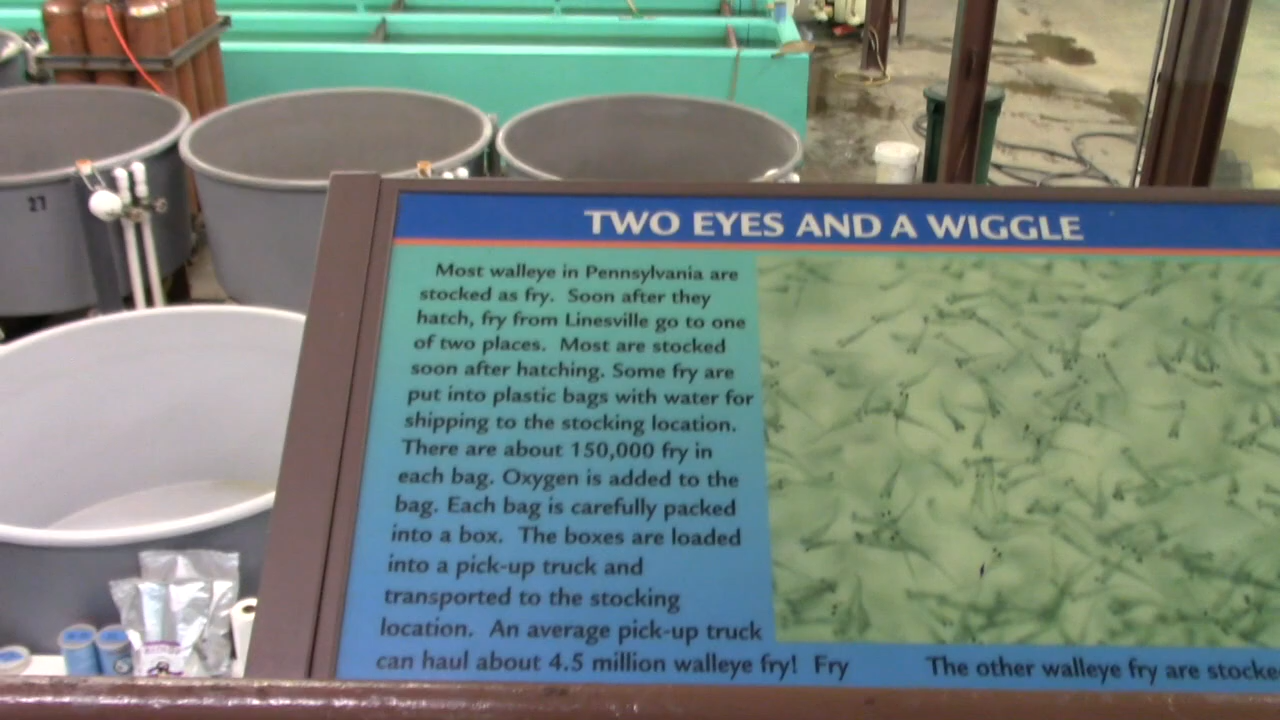 27
TWO EYES AND A WIGGLE
Most walleye in Pennsylvania are
stocked as fry. Soon after they
hatch, fry from Linesville go to one
of two places. Most are stocked
soon after hatching. Some fry are
put into plastic bags with water for
shipping to the stocking location.
There are about 150,000 fry in
each bag. Oxygen is added to the
bag. Each bag is carefully packed
into a box. The boxes are loaded
into a pick-up truck and
transported to the stocking
location. An average pick-up truck
can haul about 4.5 million walleye fry! Fry
The other walleye fry are stocke